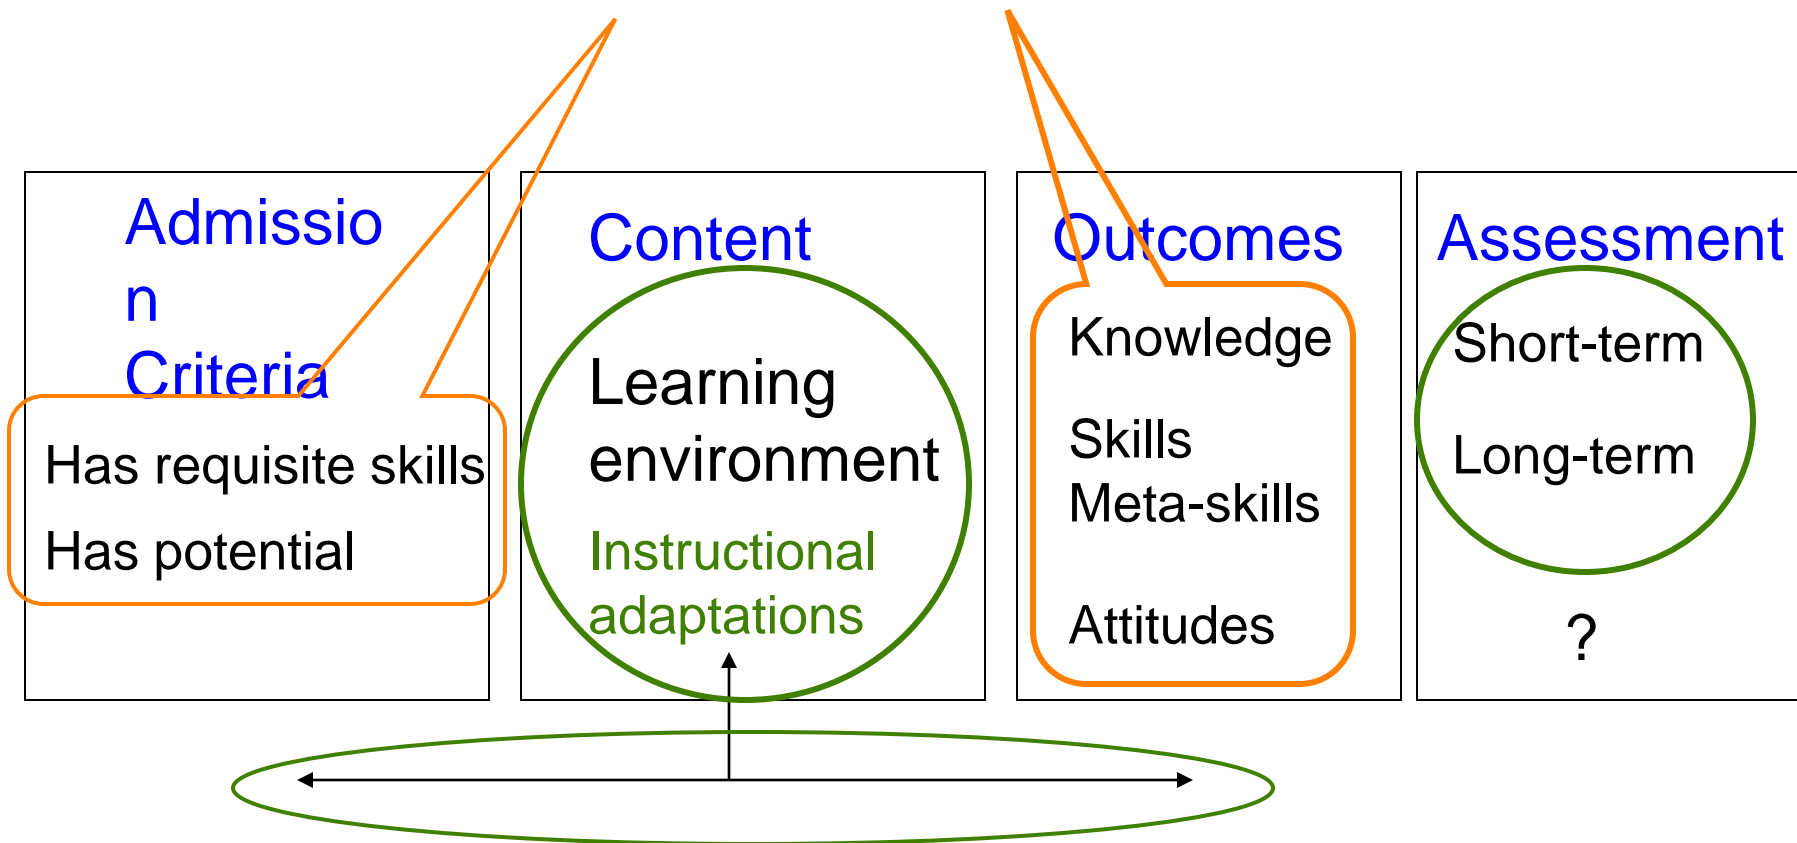 Admissio
n
Criteria
Has requisite skills
Has potential
Content
Learning
environment
Instructional
adaptations
Outcomes
Knowledge
Skills
Meta-skills
Attitudes
Assessment
Short-term
Long-term
?